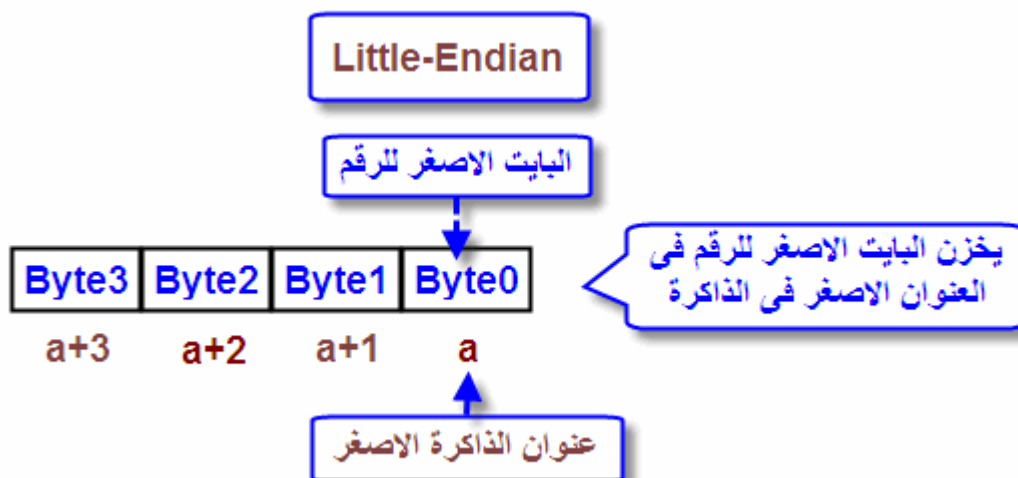 Little-Endian
البايت الاصغر للرقم
يخزن البايت الاصغر للرقم فى
العنوان الاصغر فى الذاكرة
Byte3 Byte2 Byte1 Byte0
a+3 a+2 a+1 a
عنوان الذاكرة الاصغر